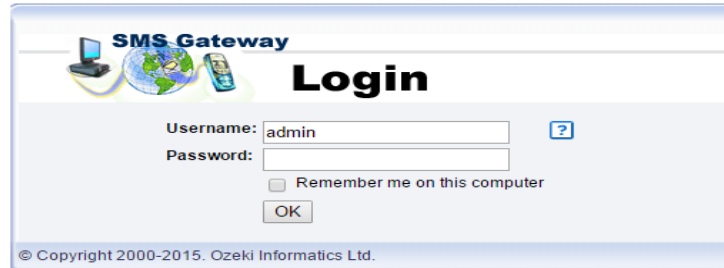 SMS Gateway
Login
Username: admin ?
Password:
Remember me on this computer
OK
© Copyright 2000-2015. Ozeki Informatics Ltd.